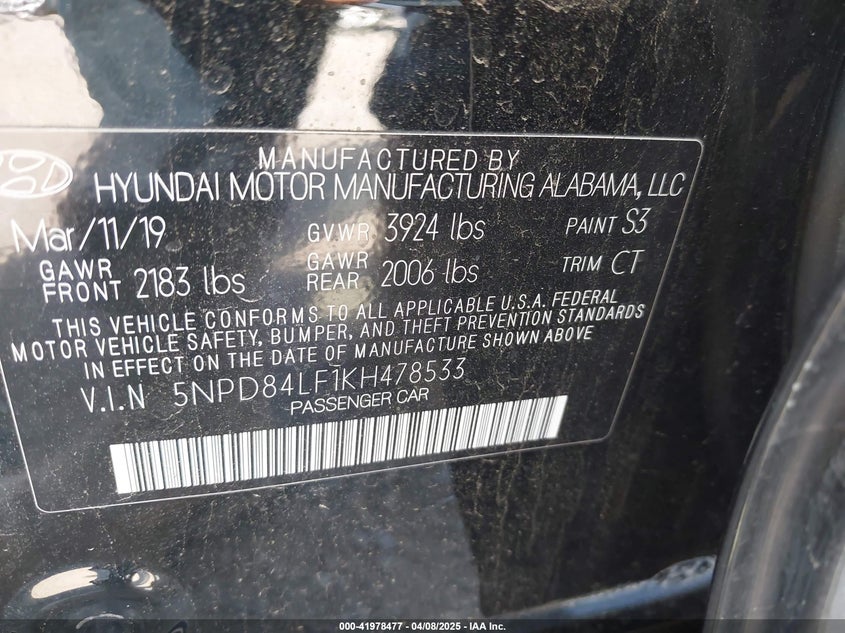 MANUFACTURED BY
HYUNDAI MOTOR MANUFACTURING ALABAMA, LLC
Mar/11/19 GVWR 3924 lbs PAINT S3
GAWR FRONT 2183 lbs GAWR REAR 2006 lbs TRIM CT
THIS VEHICLE CONFORMS TO ALL APPLICABLE U.S.A. FEDERAL
MOTOR VEHICLE SAFETY, BUMPER, AND THEFT PREVENTION STANDARDS
IN EFFECT ON THE DATE OF MANUFACTURE SHOWN ABOVE
V.I.N 5NPD84LF1KH478533
PASSENGER CAR
000-41978477 - 04/08/2025 - IAA Inc.